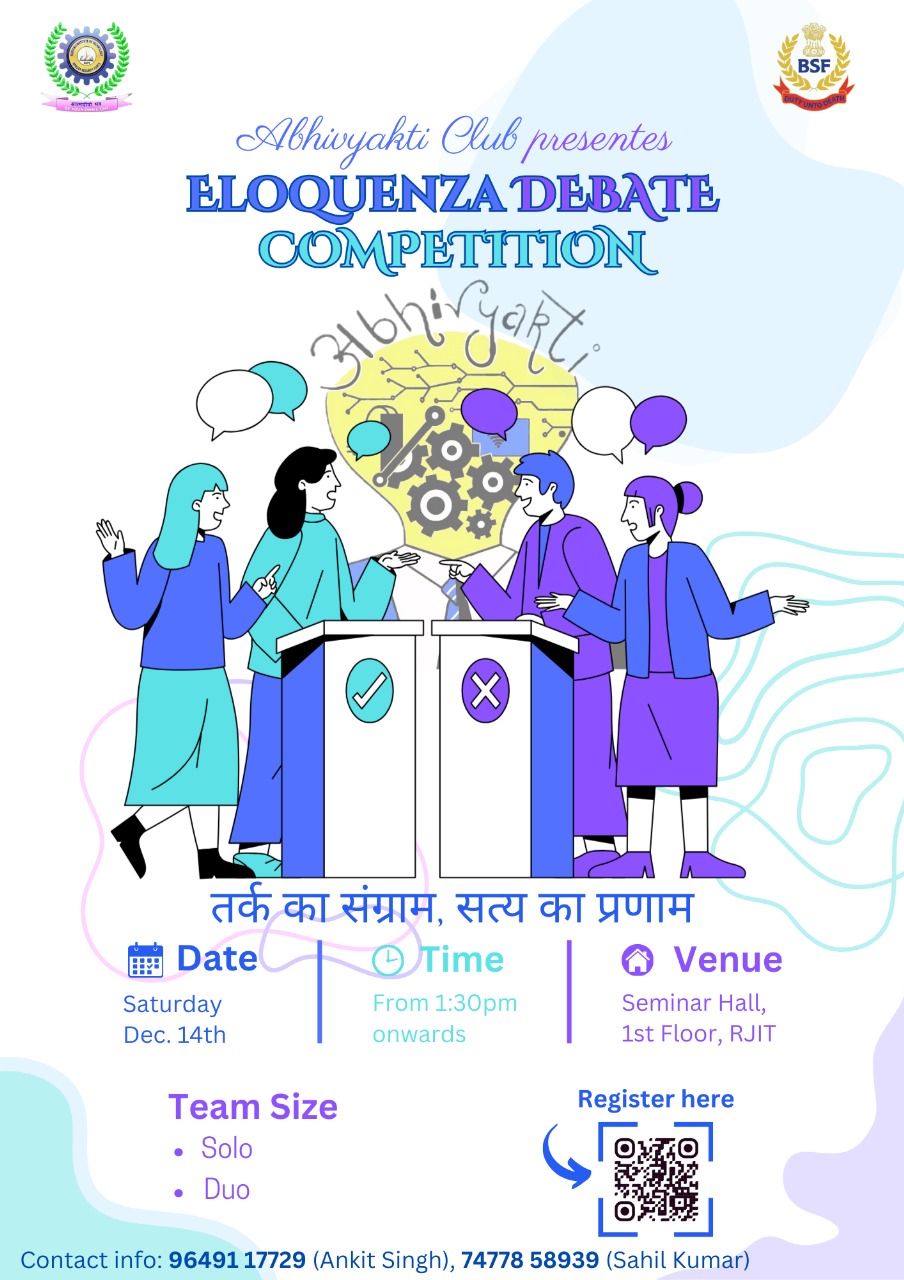 BSF
DUTY UNTO DEATH
Abhivyakti Club presentes
ELOQUENZA DEBATE
COMPETITION
अbhivyakti
तर्क का संग्राम, सत्य का प्रणाम
Date
Saturday
Dec. 14th
Time
From 1:30pm
onwards
Venue
Seminar Hall,
1st Floor, RJIT
Team Size
• Solo
• Duo
Register here
Contact info: 96491 17729 (Ankit Singh), 74778 58939 (Sahil Kumar)